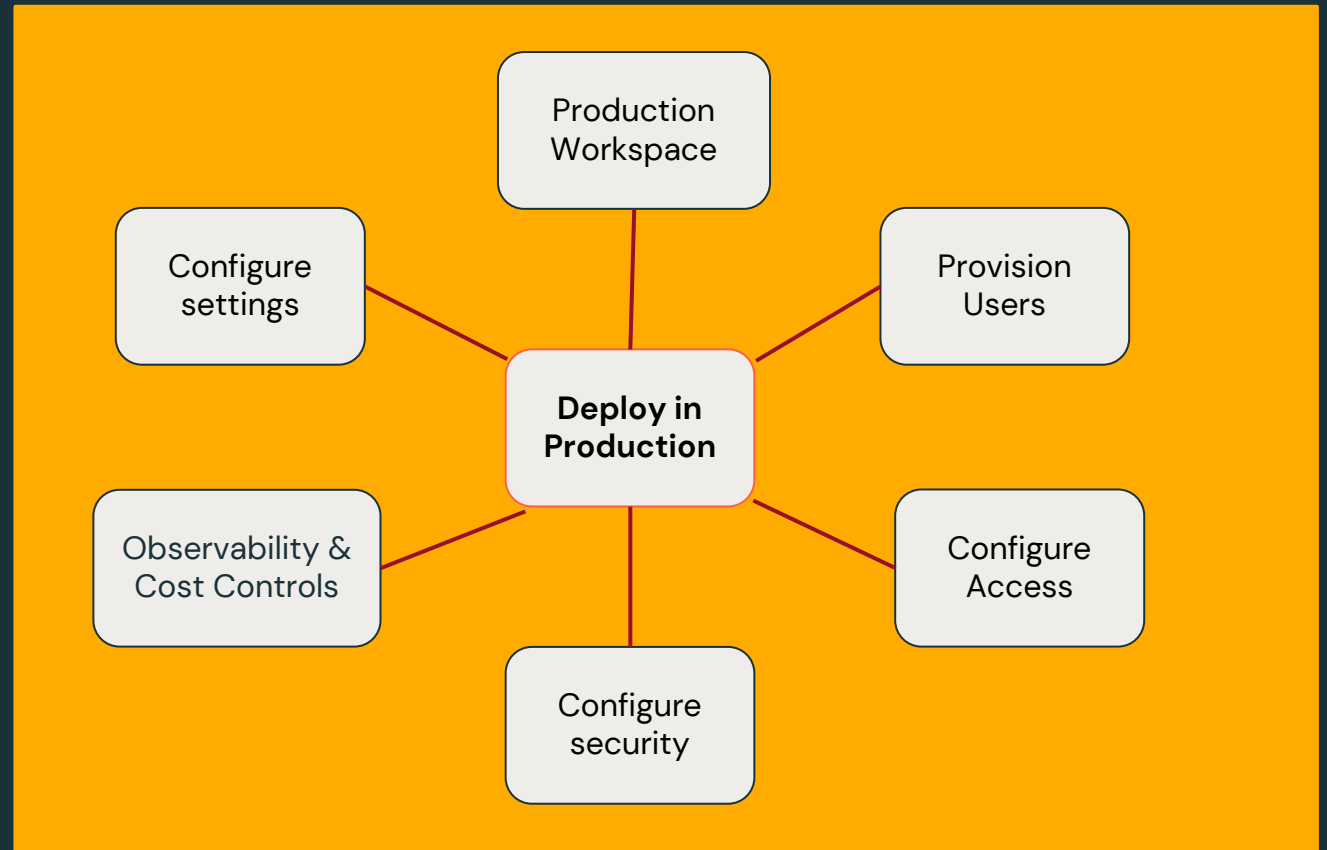 Production
Workspace
Configure
settings
Provision
Users
Deploy in
Production
Observability &
Cost Controls
Configure
Access
Configure
security